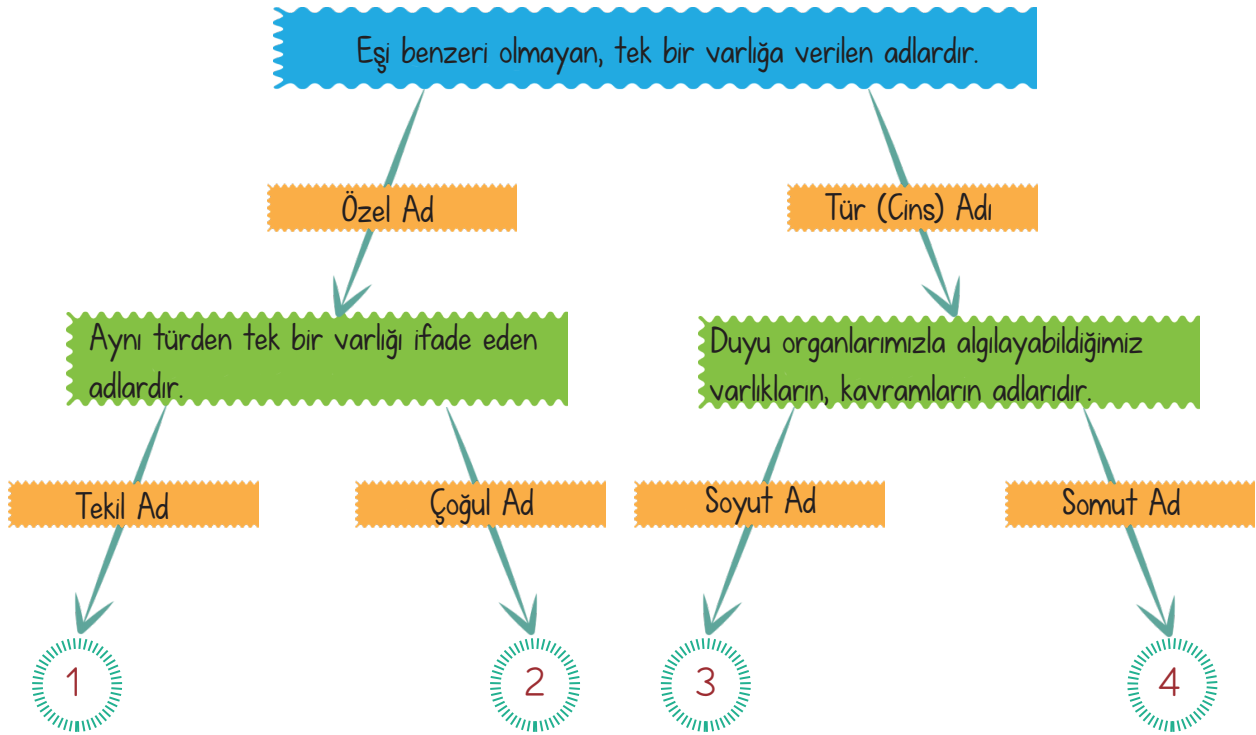 Eşi benzeri olmayan, tek bir varlığa verilen adlardır.
Özel Ad
Tür (Cins) Adı
Aynı türden tek bir varlığı ifade eden
adlardır.
Duyu organlarımızla algılayabildiğimiz
varlıkların, kavramların adlarıdır.
Tekil Ad
Çoğul Ad
Soyut Ad
Somut Ad
1
2
3
4